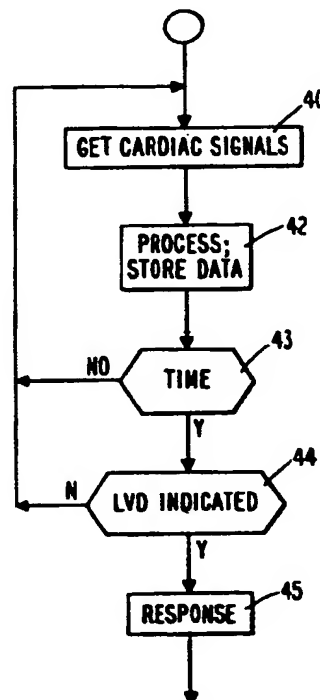 40
GET CARDIAC SIGNALS
42
PROCESS;
STORE DATA
43
NO
TIME
Y
44
N
LVD INDICATED
Y
45
RESPONSE